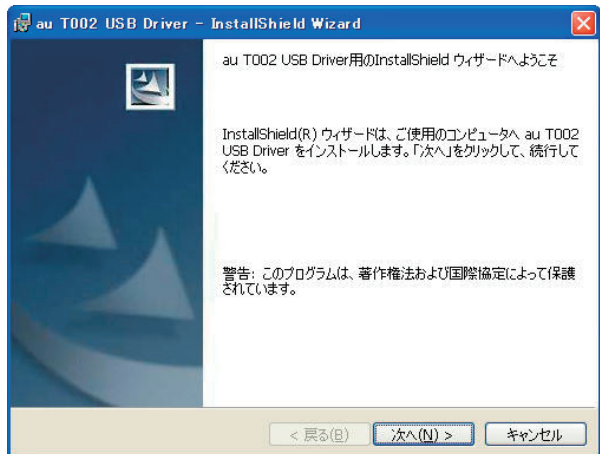 au T002 USB Driver - InstallShield Wizard
au T002 USB Driver用のInstallShield ウィザードへようこそ
InstallShield(R) ウィザードは、ご使用のコンピュータへ au T002
USB Driver をインストールします。「次へ」をクリックして、続行して
ください。
警告: このプログラムは、著作権法および国際協定によって保護
されています。
< 戻る(B)
次へ(N) >
キャンセル